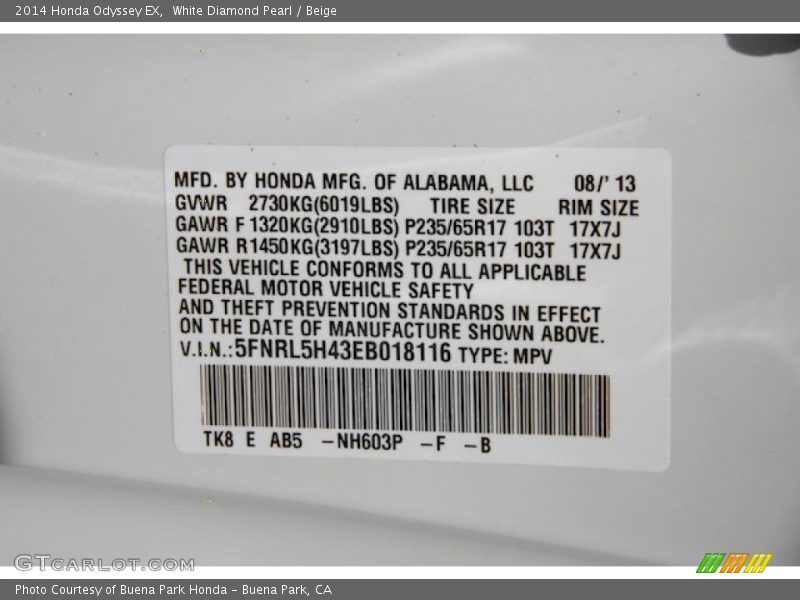 2014 Honda Odyssey EX, White Diamond Pearl / Beige
MFD. BY HONDA MFG. OF ALABAMA, LLC 08/' 13
GVWR 2730KG(6019LBS) TIRE SIZE RIM SIZE
GAWR F 1320KG(2910LBS) P235/65R17 103T 17X7J
GAWR R1450KG(3197LBS) P235/65R17 103T 17X7J
THIS VEHICLE CONFORMS TO ALL APPLICABLE
FEDERAL MOTOR VEHICLE SAFETY
AND THEFT PREVENTION STANDARDS IN EFFECT
ON THE DATE OF MANUFACTURE SHOWN ABOVE.
V.I.N.:5FNRL5H43EB018116 TYPE: MPV
TK8 E AB5 –NH603P –F –B
GTcarlot.com
Photo Courtesy of Buena Park Honda - Buena Park, CA